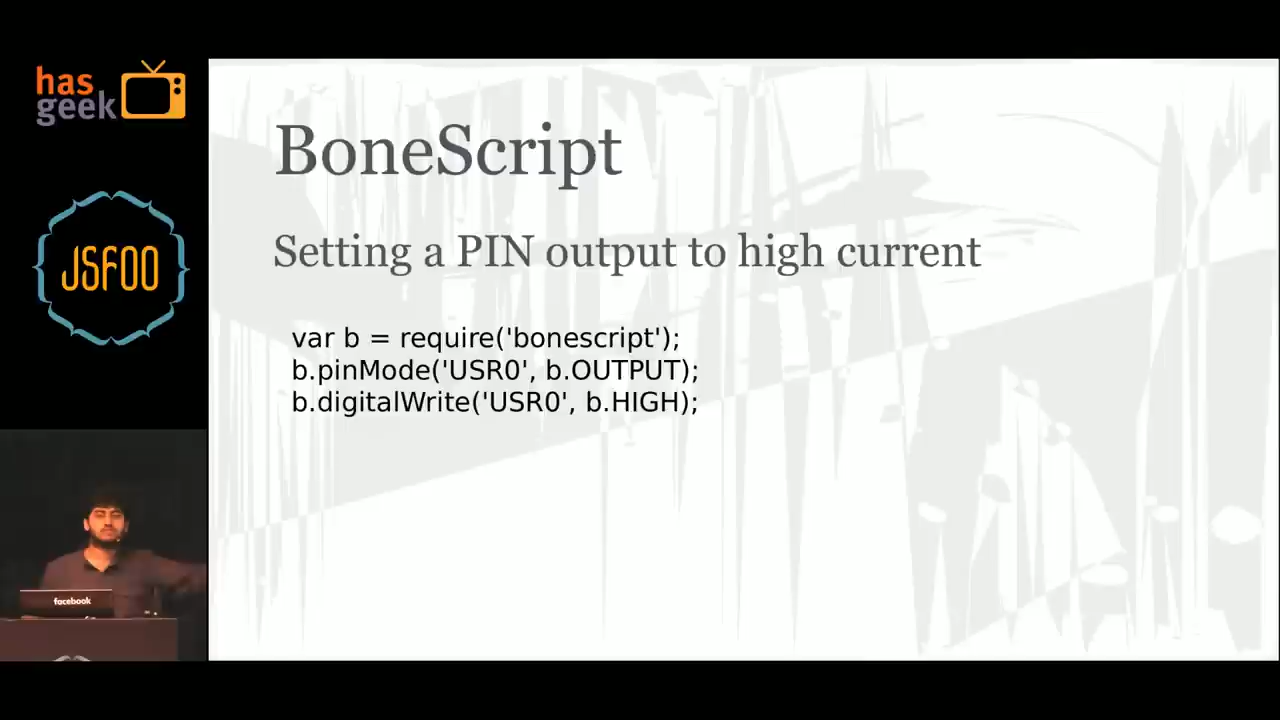 has
geek
JSFOO
BoneScript
Setting a PIN output to high current
var b = require('bonescript');
b.pinMode('USR0', b.OUTPUT);
b.digitalWrite('USR0', b.HIGH);
facebook